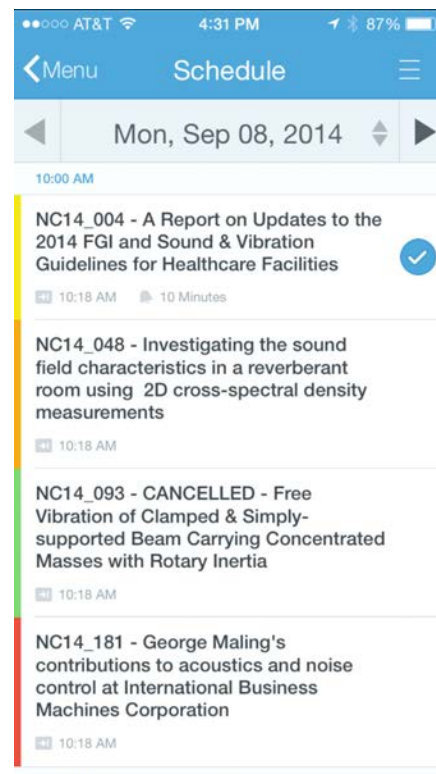 AT&T 4:31 PM 87%
Menu Schedule
Mon, Sep 08, 2014
10:00 AM
NC14_004 - A Report on Updates to the
2014 FGI and Sound & Vibration
Guidelines for Healthcare Facilities
10:18 AM 10 Minutes
NC14_048 - Investigating the sound
field characteristics in a reverberant
room using 2D cross-spectral density
measurements
10:18 AM
NC14_093 - CANCELLED - Free
Vibration of Clamped & Simply-
supported Beam Carrying Concentrated
Masses with Rotary Inertia
10:18 AM
NC14_181 - George Maling's
contributions to acoustics and noise
control at International Business
Machines Corporation
10:18 AM